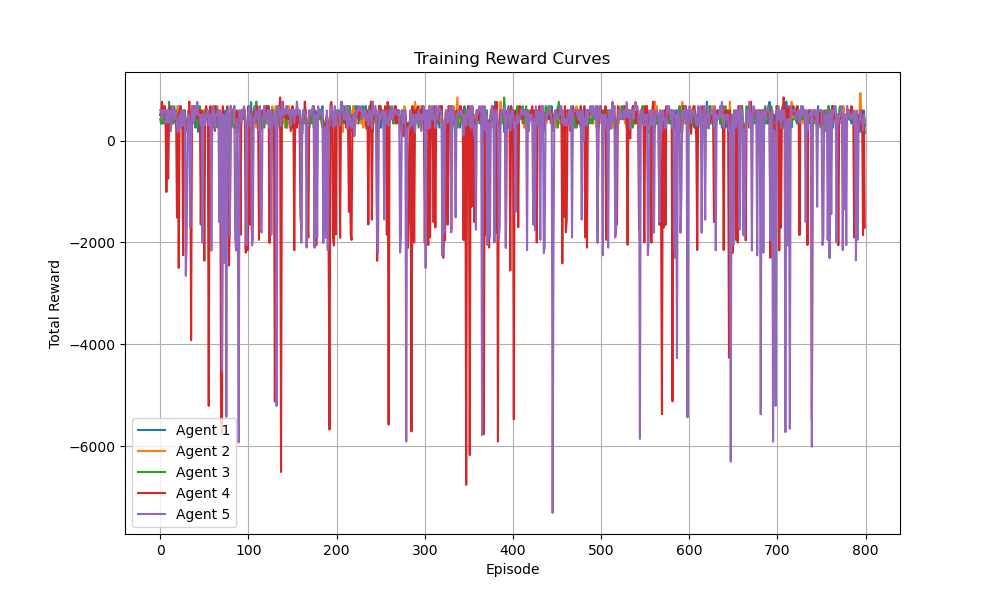 Training Reward Curves
Total Reward
0
−2000
−4000
−6000
Agent 1
Agent 2
Agent 3
Agent 4
Agent 5
0 100 200 300 400 500 600 700 800
Episode